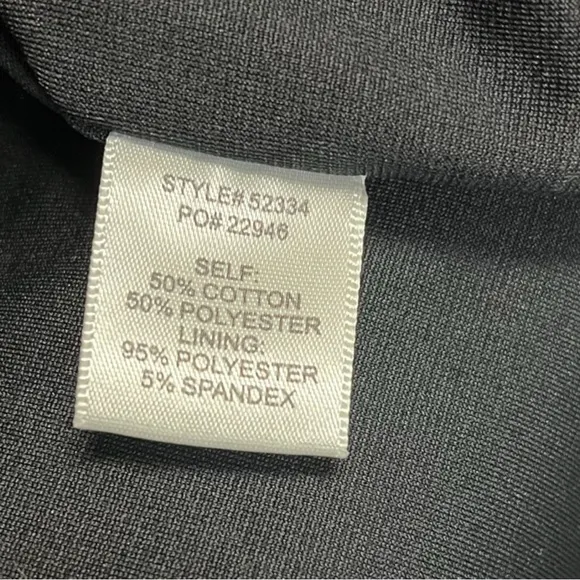 STYLE# 52334
PO# 22946
SELF:
50% COTTON
50% POLYESTER
LINING:
95% POLYESTER
5% SPANDEX